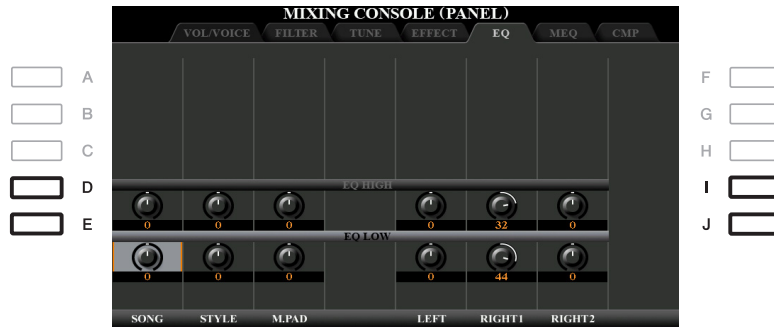 MIXING CONSOLE (PANEL)
VOL/VOICE FILTER TUNE EFFECT EQ MEQ CMP
A F
B G
C H
D I
E J
EQ HIGH
0 0 0 0 32 0
EQ LOW
0 0 0 0 44 0
SONG STYLE M.PAD LEFT RIGHT1 RIGHT2